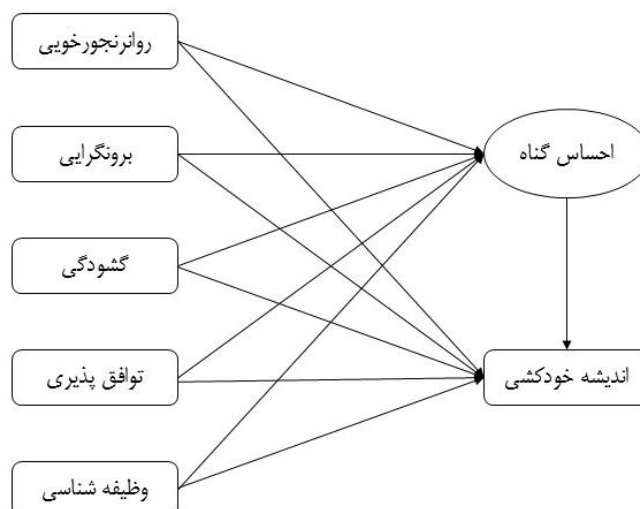 روانرنجورخویی
برونگرایی
گشودگی
توافق پذیری
وظیفه شناسی
احساس گناه
اندیشه خودکشی